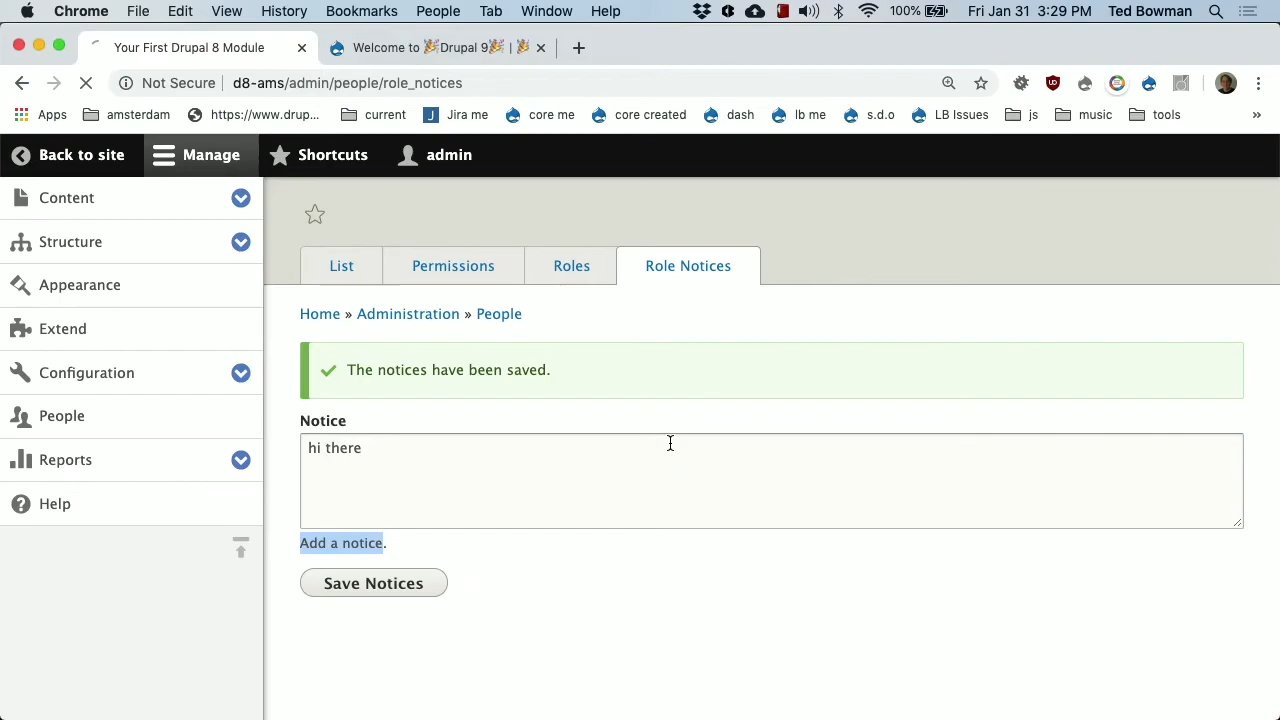 Chrome File Edit View History Bookmarks People Tab Window Help 100% Fri Jan 31 3:29 PM Ted Bowman
Your First Drupal 8 Module Welcome to 🎉Drupal 9🎉 | 🎉
Not Secure d8-ams/admin/people/role_notices
Apps amsterdam https://www.drup... current Jira me core me core created dash lb me s.d.o LB Issues js music tools »
Back to site Manage Shortcuts admin
Content
Structure
Appearance
Extend
Configuration
People
Reports
Help
List Permissions Roles Role Notices
Home » Administration » People
The notices have been saved.
Notice
hi there
Add a notice.
Save Notices